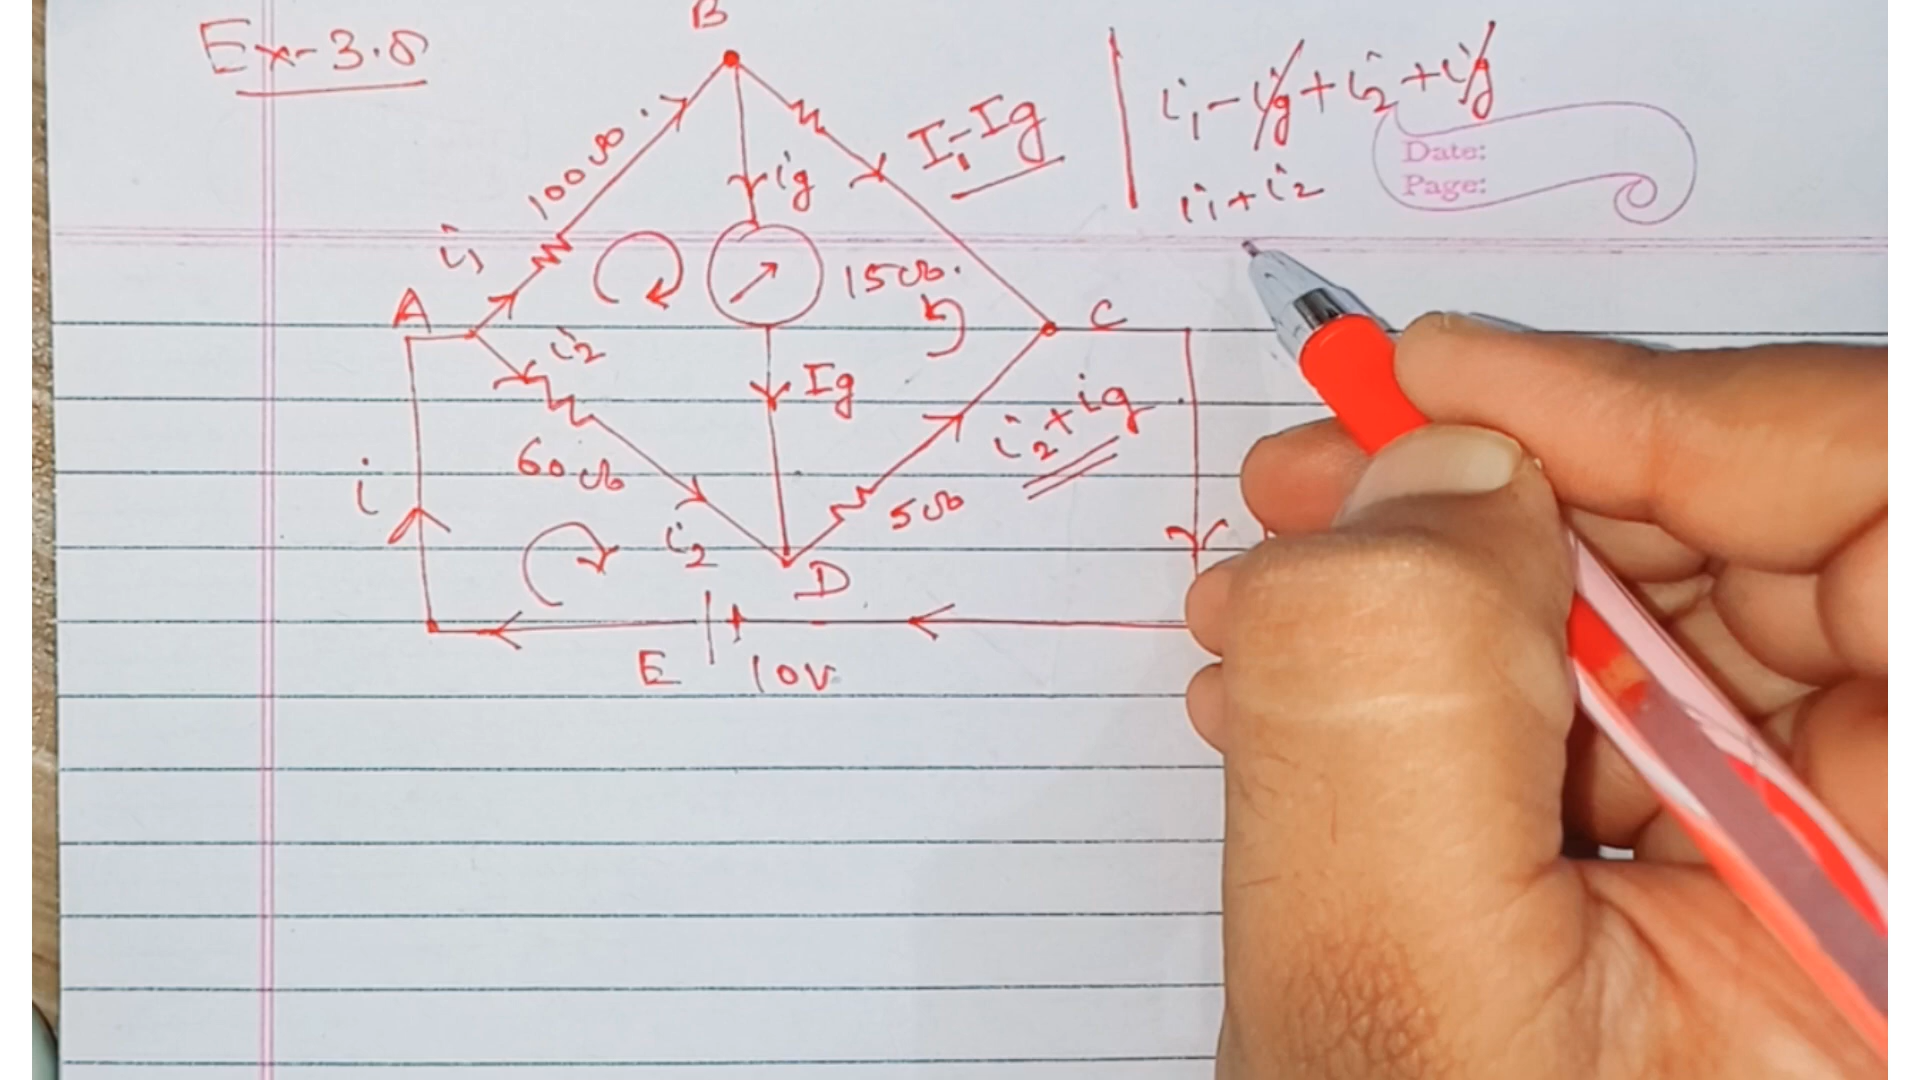 Ex-3.8
B
i₁ - ig + i₂ + ig
I₁-Ig
Date:
Page:
i₁+i₂
100Ω
ig
i₁
15Ω
A
C
i₂
Ig
i₂+ig
60Ω
i
5Ω
i₂
D
E
10V